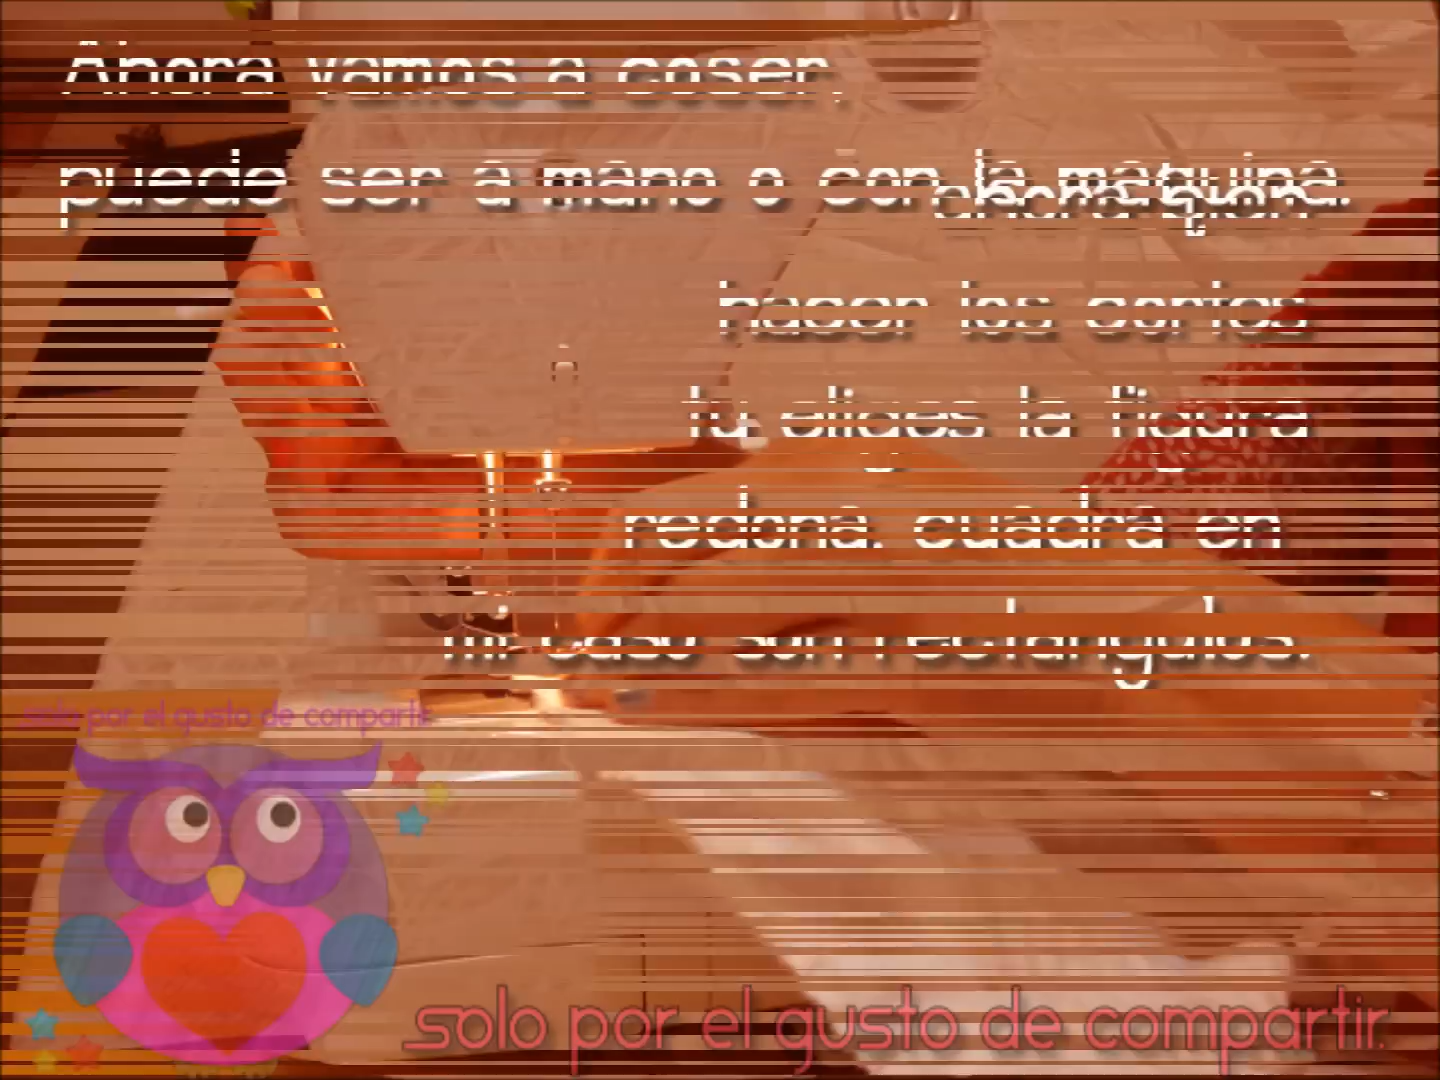 Ahora vamos a coser,
puede ser a mano o con la maquina.
ahora
hacer los cortes
tu eliges la figura
redona, cuadra en
mi caso son rectangulos.
solo por el gusto de compartir
solo por el gusto de compartir.